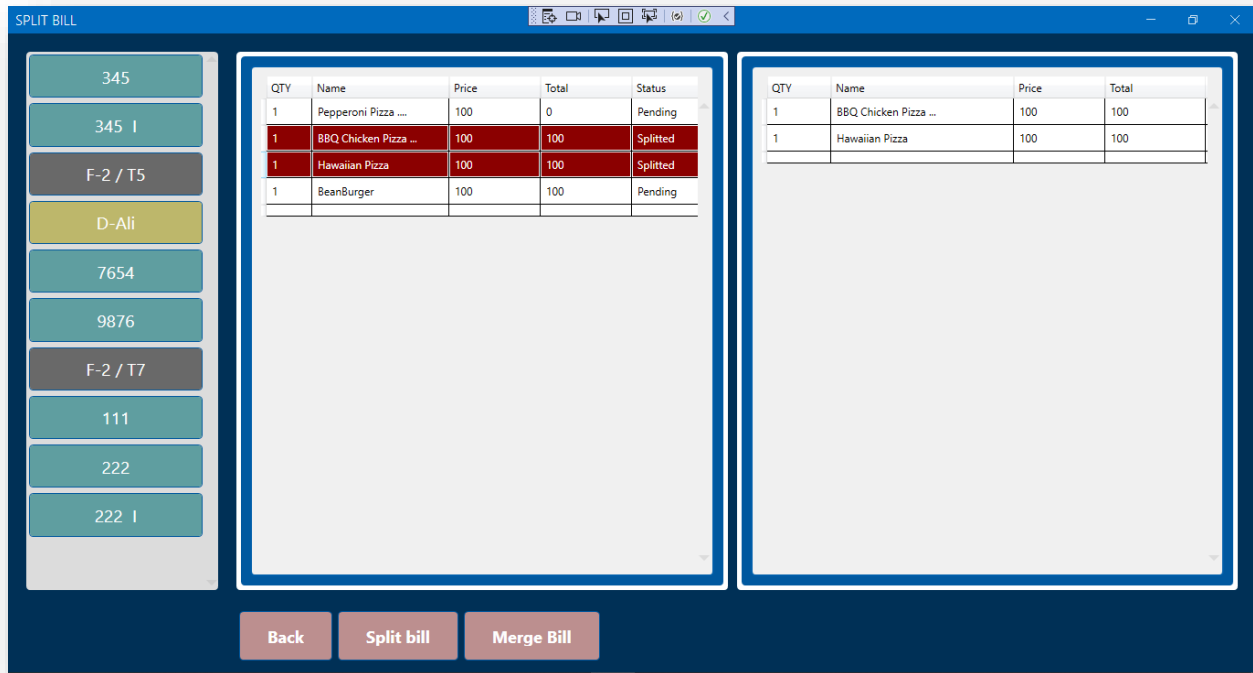 SPLIT BILL
345
345 I
F-2 / T5
D-Ali
7654
9876
F-2 / T7
111
222
222 I
QTY Name Price Total Status
1 Pepperoni Pizza .... 100 0 Pending
1 BBQ Chicken Pizza ... 100 100 Splitted
1 Hawaiian Pizza 100 100 Splitted
1 BeanBurger 100 100 Pending
QTY Name Price Total
1 BBQ Chicken Pizza ... 100 100
1 Hawaiian Pizza 100 100
Back Split bill Merge Bill